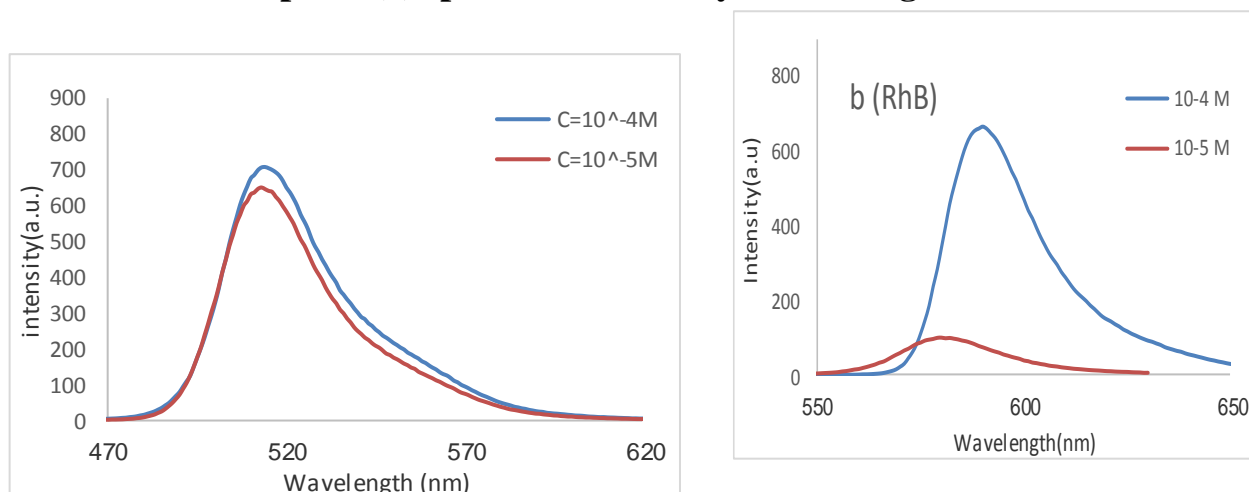 900
800
700
600
500
400
300
200
100
0
intensity(a.u.)
C=10^-4M
C=10^-5M
470 520 570 620
Wavelength (nm)
800
600
400
200
0
Intensity(a.u)
b (RhB)
10-4 M
10-5 M
550 600 650
Wavelength(nm)